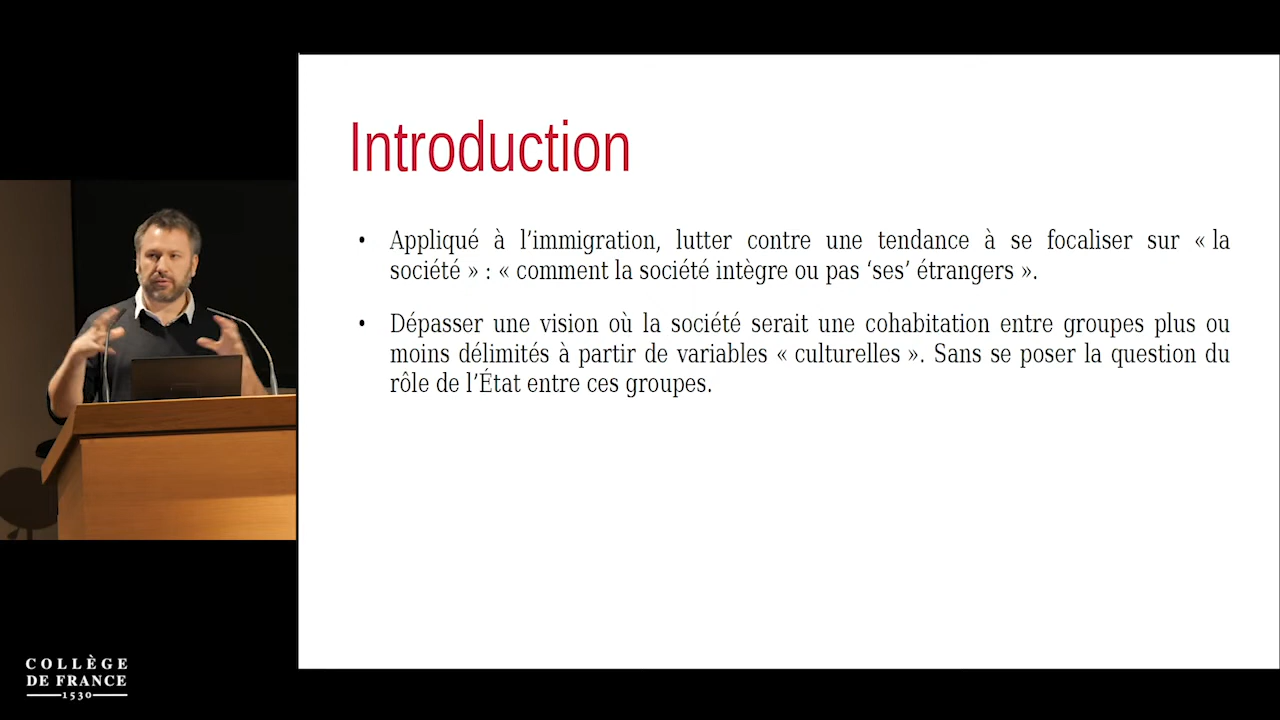 Introduction
• Appliqué à l’immigration, lutter contre une tendance à se focaliser sur « la
société » : « comment la société intègre ou pas ‘ses’ étrangers ».
• Dépasser une vision où la société serait une cohabitation entre groupes plus ou
moins délimités à partir de variables « culturelles ». Sans se poser la question du
rôle de l’État entre ces groupes.
COLLÈGE
DE FRANCE
1530